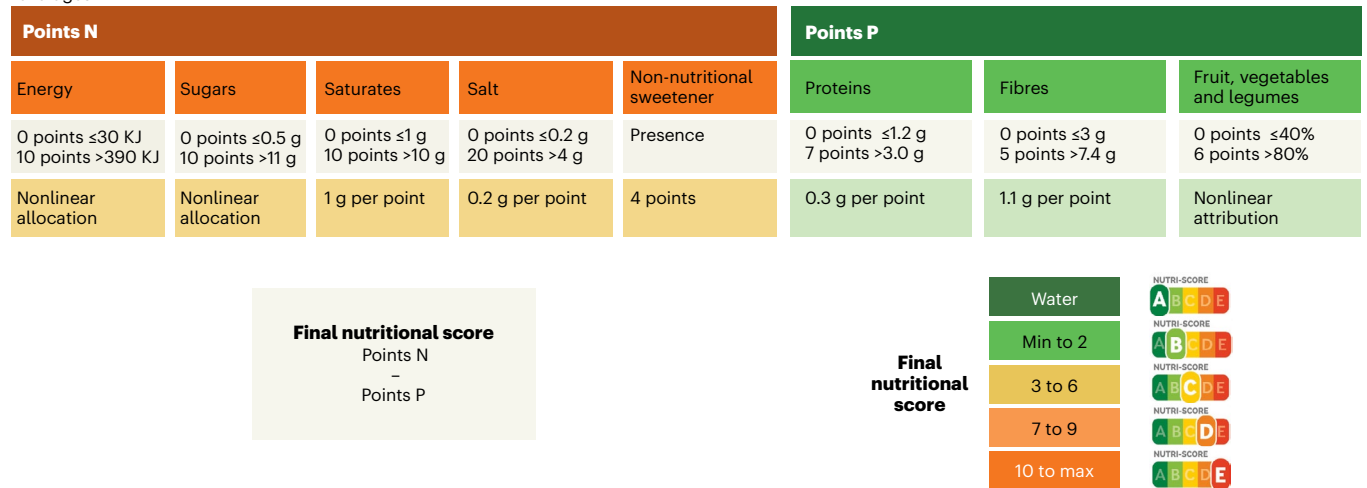 Points N
Points P
Energy
Sugars
Saturates
Salt
Non-nutritional
sweetener
Proteins
Fibres
Fruit, vegetables
and legumes
0 points ≤30 KJ
10 points >390 KJ
0 points ≤0.5 g
10 points >11 g
0 points ≤1 g
10 points >10 g
0 points ≤0.2 g
20 points >4 g
Presence
0 points ≤1.2 g
7 points >3.0 g
0 points ≤3 g
5 points >7.4 g
0 points ≤40%
6 points >80%
Nonlinear
allocation
Nonlinear
allocation
1 g per point
0.2 g per point
4 points
0.3 g per point
1.1 g per point
Nonlinear
attribution
Final nutritional score
Points N
–
Points P
Final
nutritional
score
Water
NUTRI-SCORE
A B C D E
Min to 2
NUTRI-SCORE
A B C D E
3 to 6
NUTRI-SCORE
A B C D E
7 to 9
NUTRI-SCORE
A B C D E
10 to max
NUTRI-SCORE
A B C D E